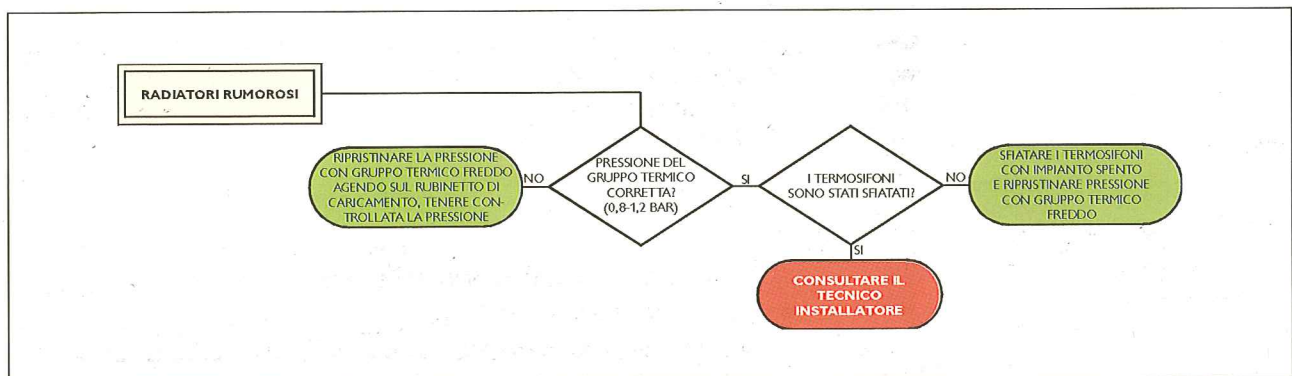 RADIATORI RUMOROSI
RIPRISTINARE LA PRESSIONE
CON GRUPPO TERMICO FREDDO
AGENDO SUL RUBINETTO DI
CARICAMENTO, TENERE CON-
TROLLATA LA PRESSIONE
NO
PRESSIONE DEL
GRUPPO TERMICO
CORRETTA?
(0,8-1,2 BAR)
SI
I TERMOSIFONI
SONO STATI SFIATATI?
NO
SFIATARE I TERMOSIFONI
CON IMPIANTO SPENTO
E RIPRISTINARE PRESSIONE
CON GRUPPO TERMICO
FREDDO
SI
CONSULTARE IL
TECNICO
INSTALLATORE